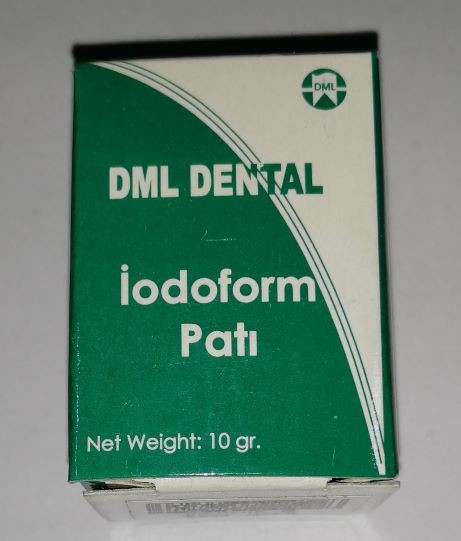 DML
DML DENTAL
İodoform
Patı
Net Weight: 10 gr.